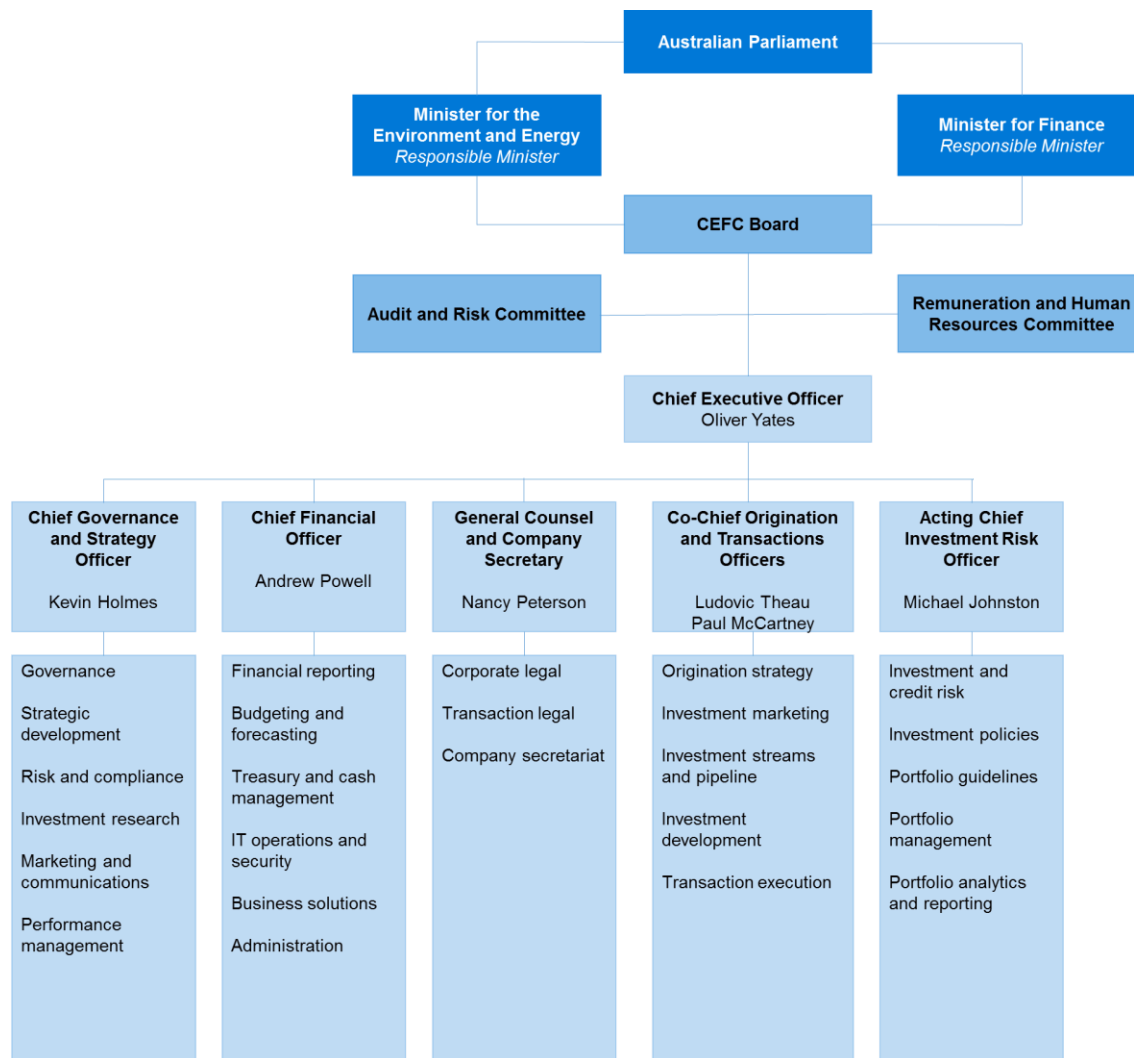 Australian Parliament
Minister for the
Environment and Energy
Responsible Minister
Minister for Finance
Responsible Minister
CEFC Board
Audit and Risk Committee
Remuneration and Human
Resources Committee
Chief Executive Officer
Oliver Yates
Chief Governance
and Strategy
Officer
Kevin Holmes
Governance
Strategic
development
Risk and compliance
Investment research
Marketing and
communications
Performance
management
Chief Financial
Officer
Andrew Powell
Financial reporting
Budgeting and
forecasting
Treasury and cash
management
IT operations and
security
Business solutions
Administration
General Counsel
and Company
Secretary
Nancy Peterson
Corporate legal
Transaction legal
Company secretariat
Co-Chief Origination
and Transactions
Officers
Ludovic Theau
Paul McCartney
Origination strategy
Investment marketing
Investment streams
and pipeline
Investment
development
Transaction execution
Acting Chief
Investment Risk
Officer
Michael Johnston
Investment and
credit risk
Investment policies
Portfolio guidelines
Portfolio
management
Portfolio analytics
and reporting